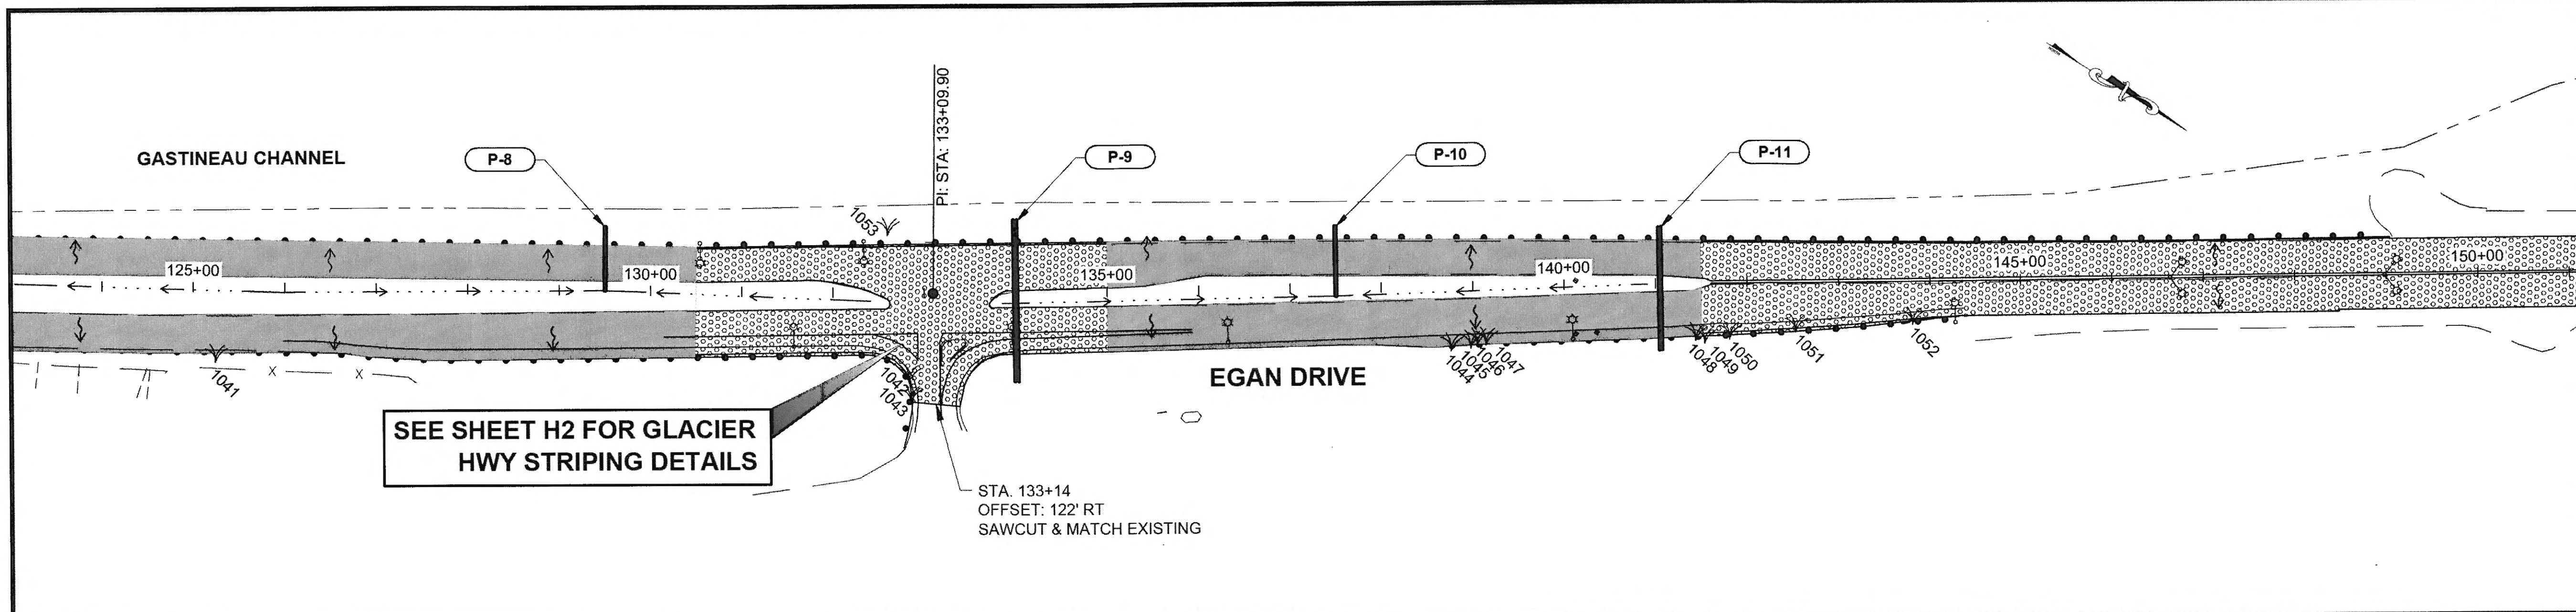 GASTINEAU CHANNEL
P-8
PI: STA: 133+09.90
P-9
P-10
P-11
1053
125+00
130+00
135+00
140+00
145+00
150+00
1041
1042
1043
1044
1045
1046
1047
1048
1049
1050
1051
1052
EGAN DRIVE
SEE SHEET H2 FOR GLACIER
HWY STRIPING DETAILS
STA. 133+14
OFFSET: 122' RT
SAWCUT & MATCH EXISTING
X
X